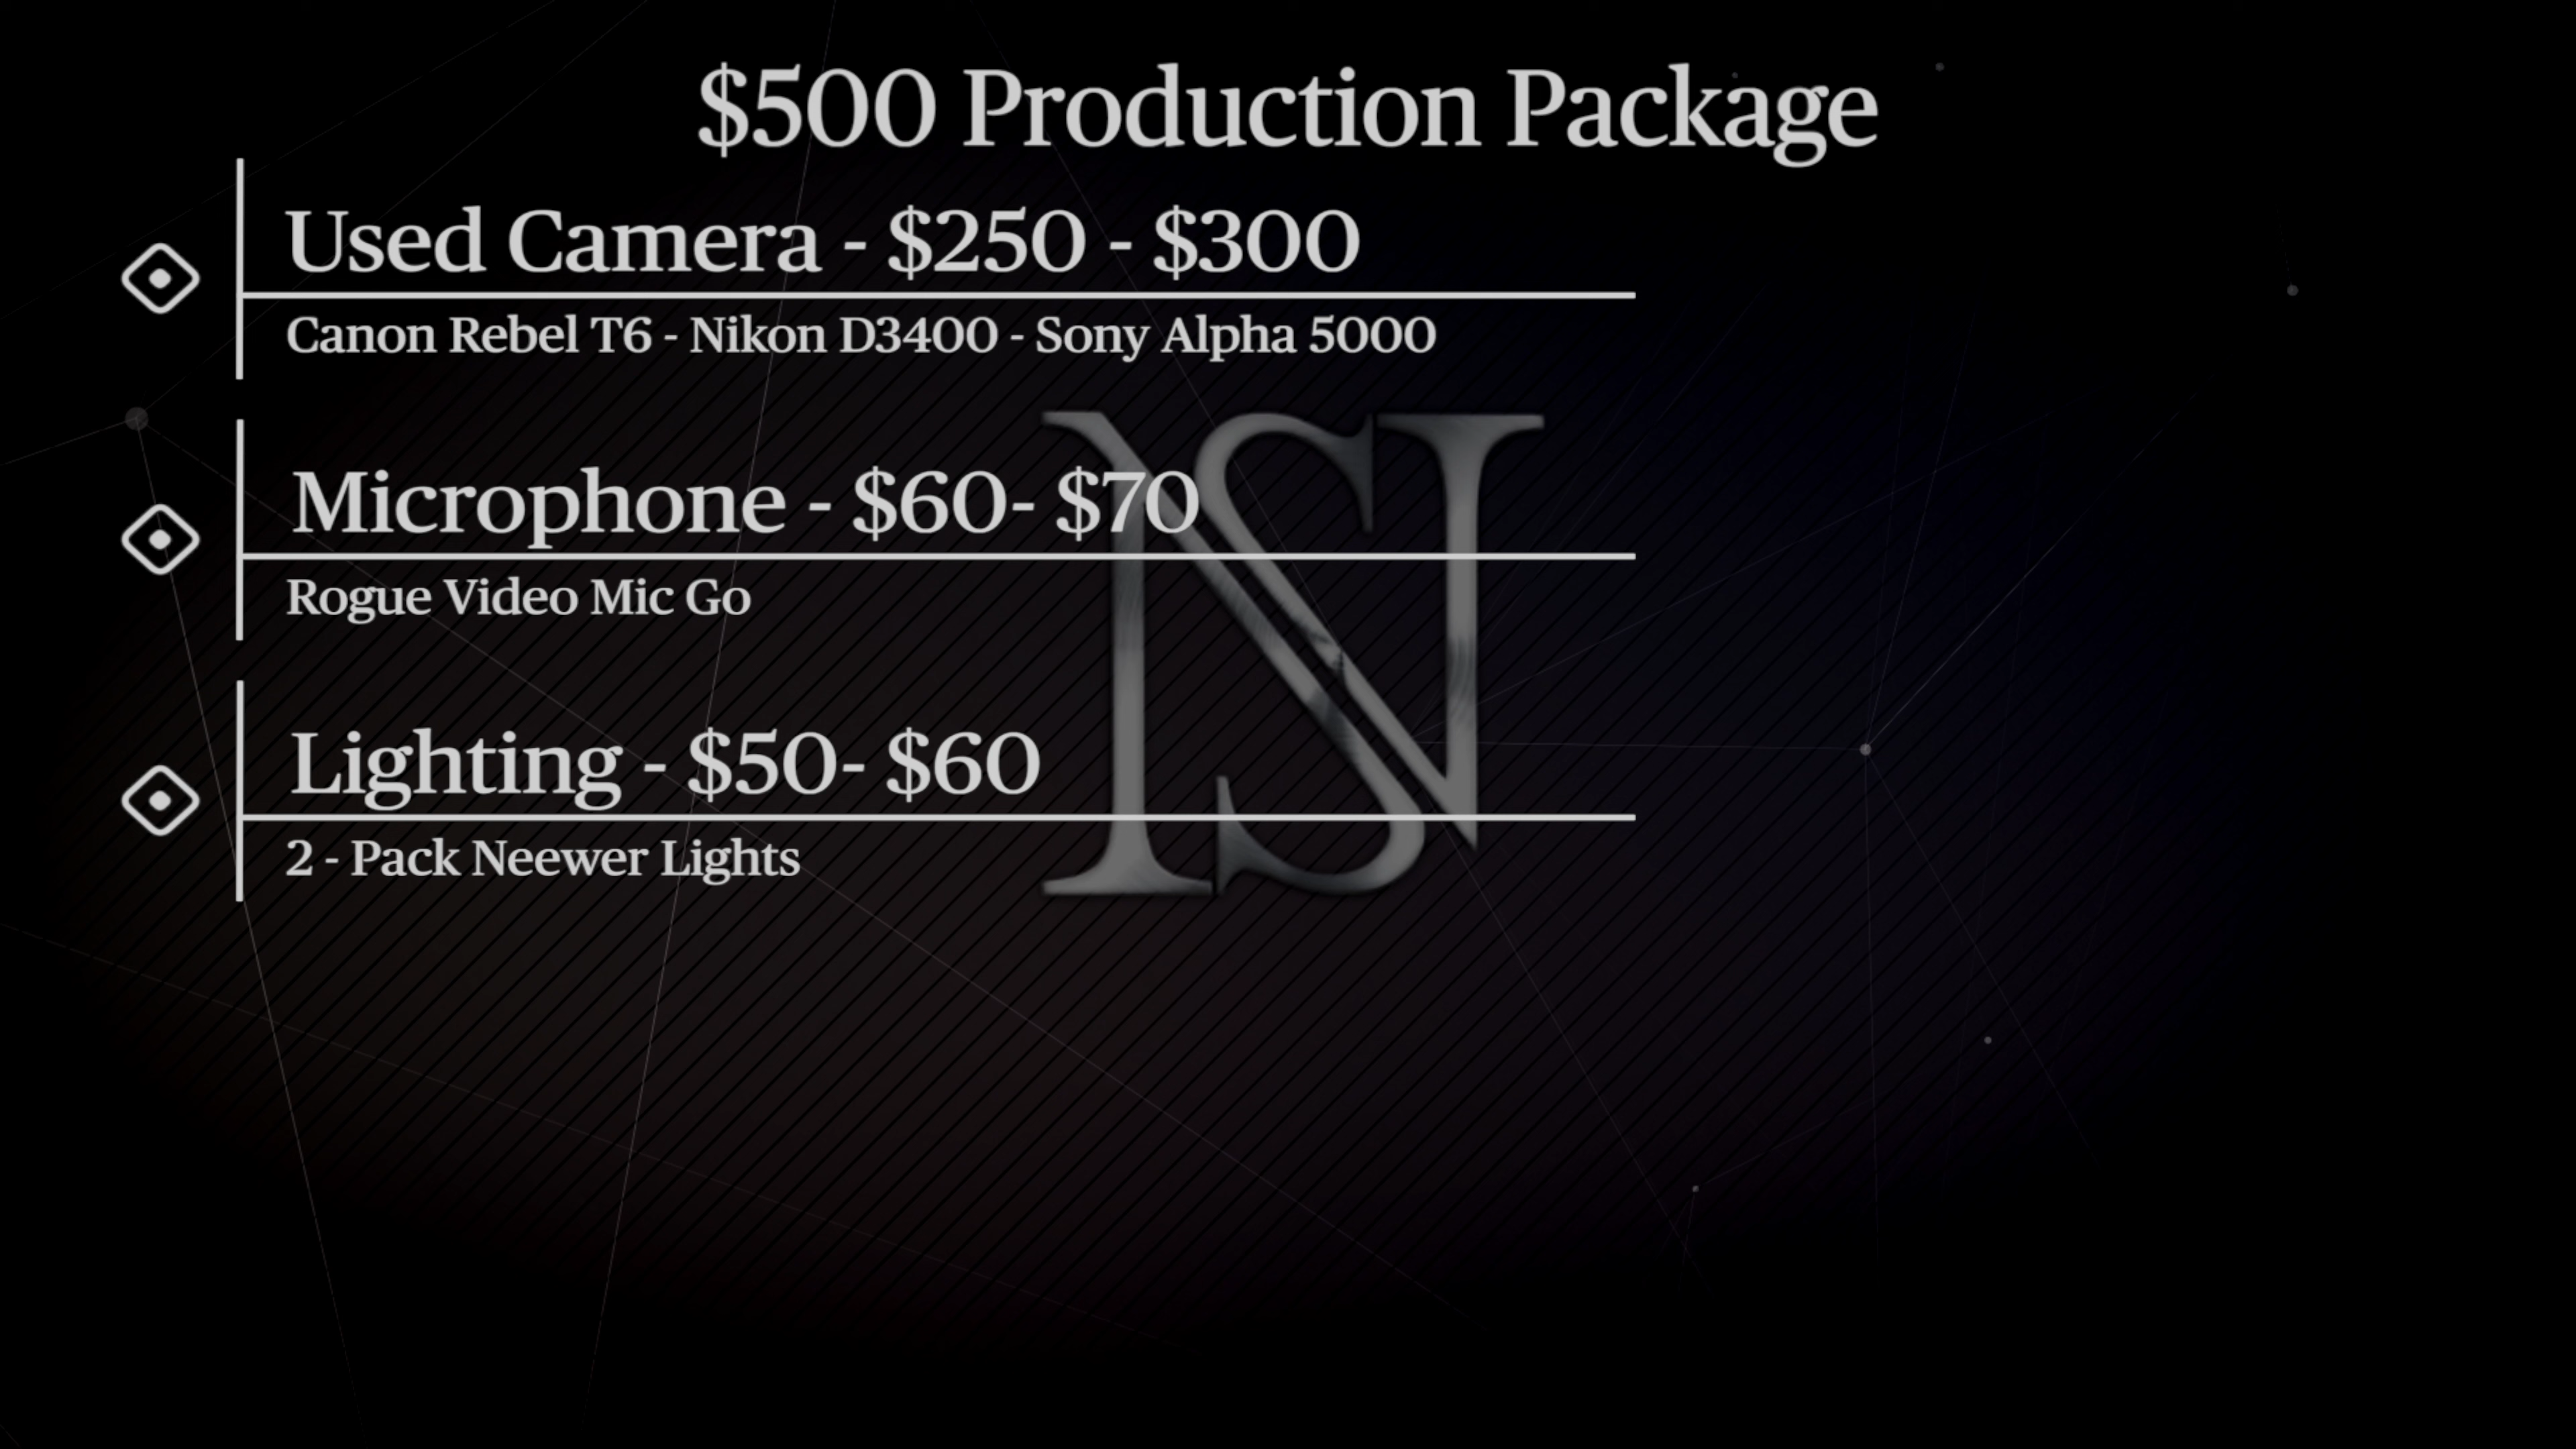 $500 Production Package
Used Camera - $250 - $300
Canon Rebel T6 - Nikon D3400 - Sony Alpha 5000
Microphone - $60- $70
Rogue Video Mic Go
Lighting - $50- $60
2 - Pack Neewer Lights
NS